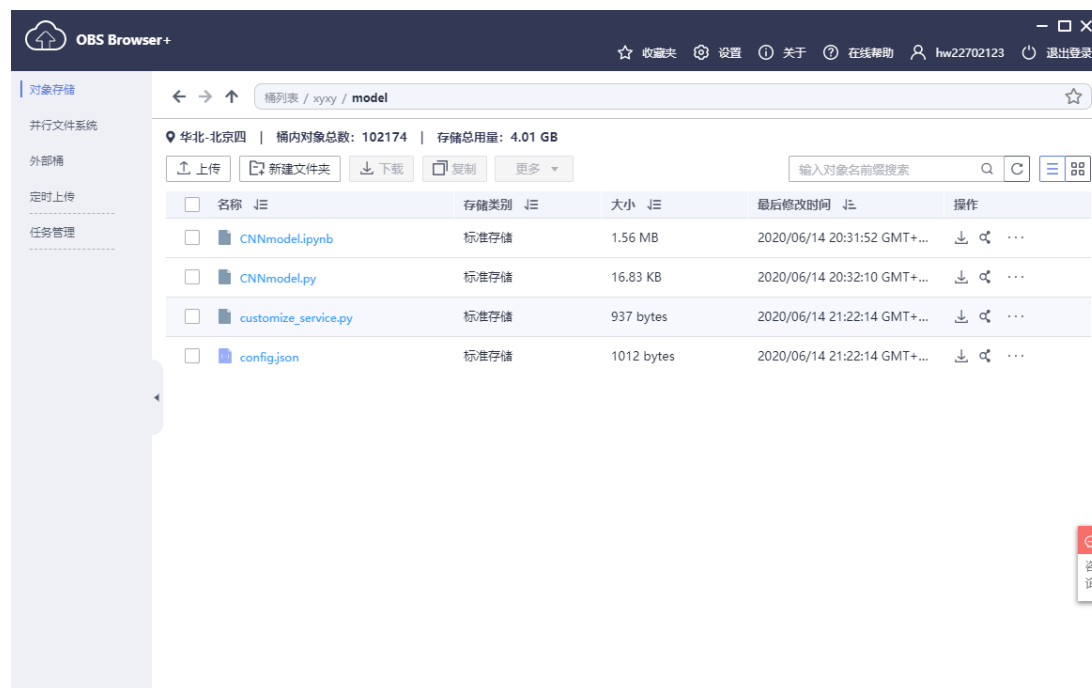 OBS Browser+
收藏夹 设置 关于 在线帮助 hw22702123 退出登录
对象存储
并行文件系统
外部桶
定时上传
任务管理
桶列表 / xyxy / model
华北-北京四 | 桶内对象总数：102174 | 存储总用量：4.01 GB
上传 新建文件夹 下载 复制 更多 输入对象名前缀搜索
名称 存储类别 大小 最后修改时间 操作
CNNmodel.ipynb 标准存储 1.56 MB 2020/06/14 20:31:52 GMT+... ···
CNNmodel.py 标准存储 16.83 KB 2020/06/14 20:32:10 GMT+... ···
customize_service.py 标准存储 937 bytes 2020/06/14 21:22:14 GMT+... ···
config.json 标准存储 1012 bytes 2020/06/14 21:22:14 GMT+... ···
咨
询